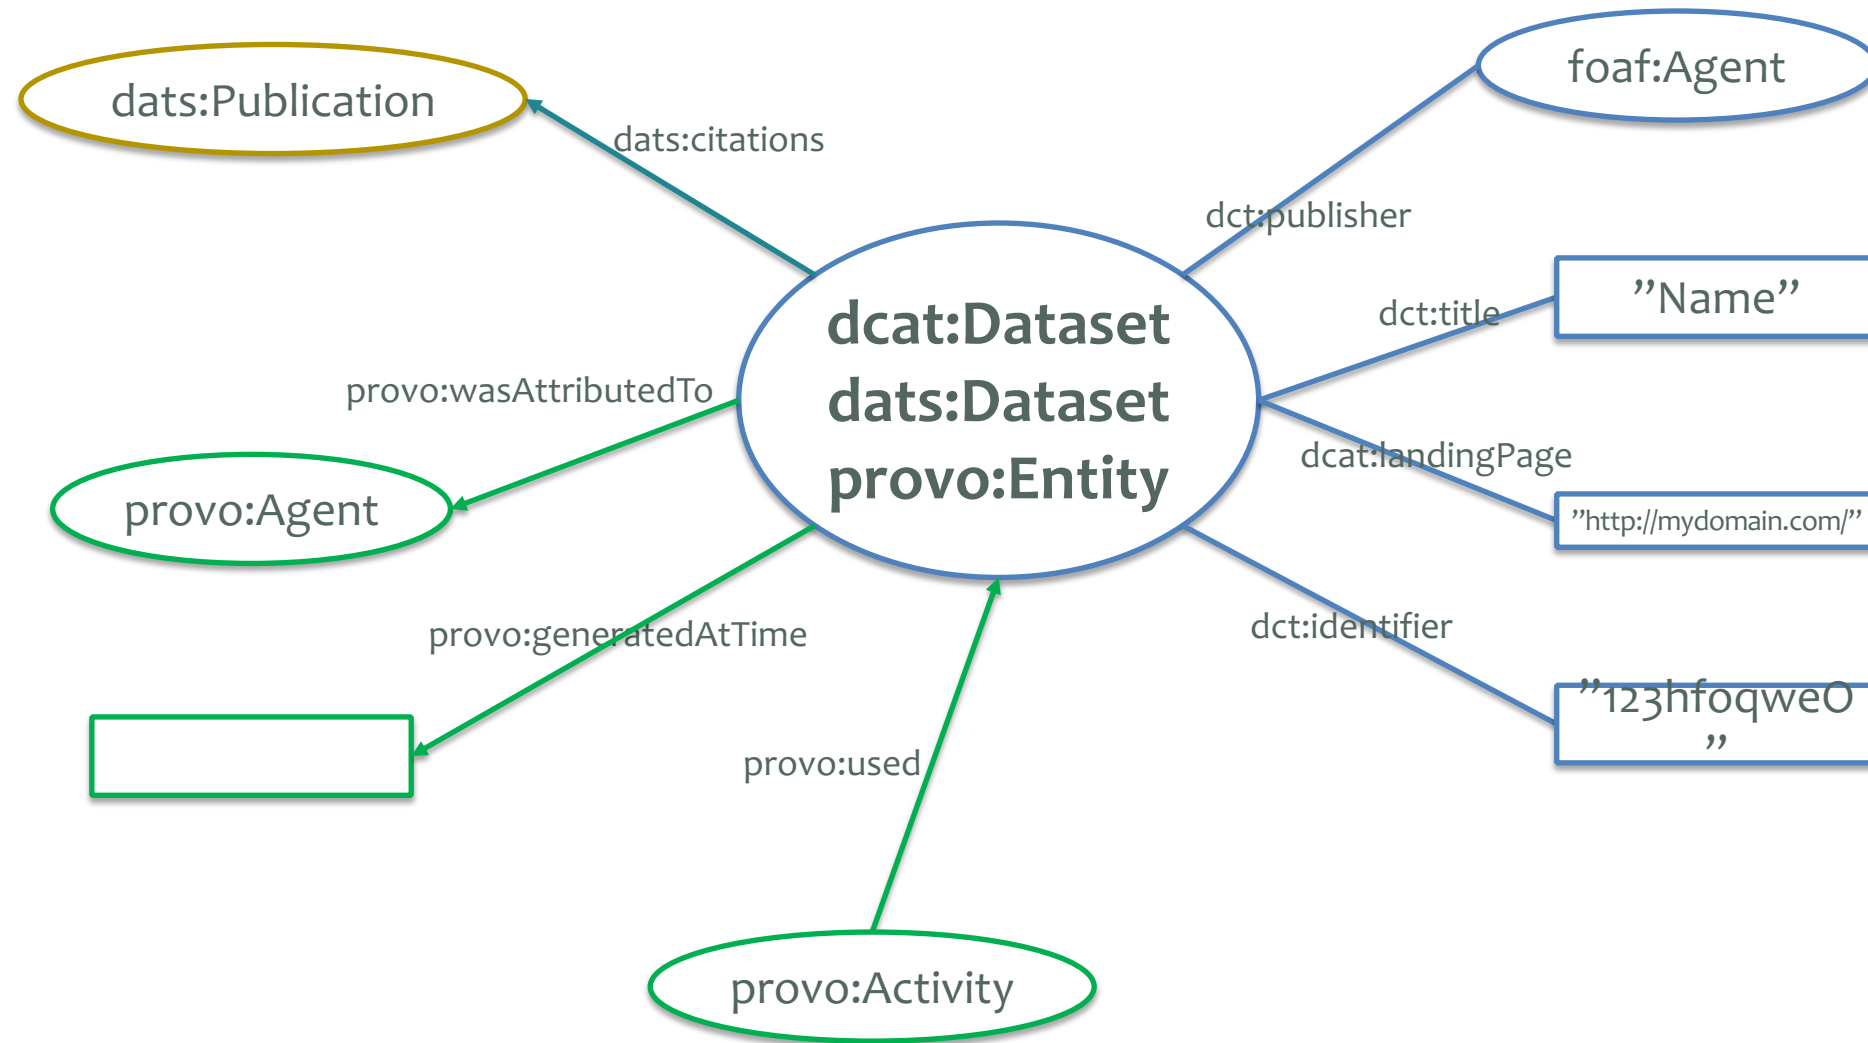 dats:Publication
foaf:Agent
dats:citations
dct:publisher
dcat:Dataset
dats:Dataset
provo:Entity
”Name”
dct:title
provo:wasAttributedTo
dcat:landingPage
provo:Agent
”http://mydomain.com/”
provo:generatedAtTime
dct:identifier
”123hfoqweO
”
provo:used
provo:Activity